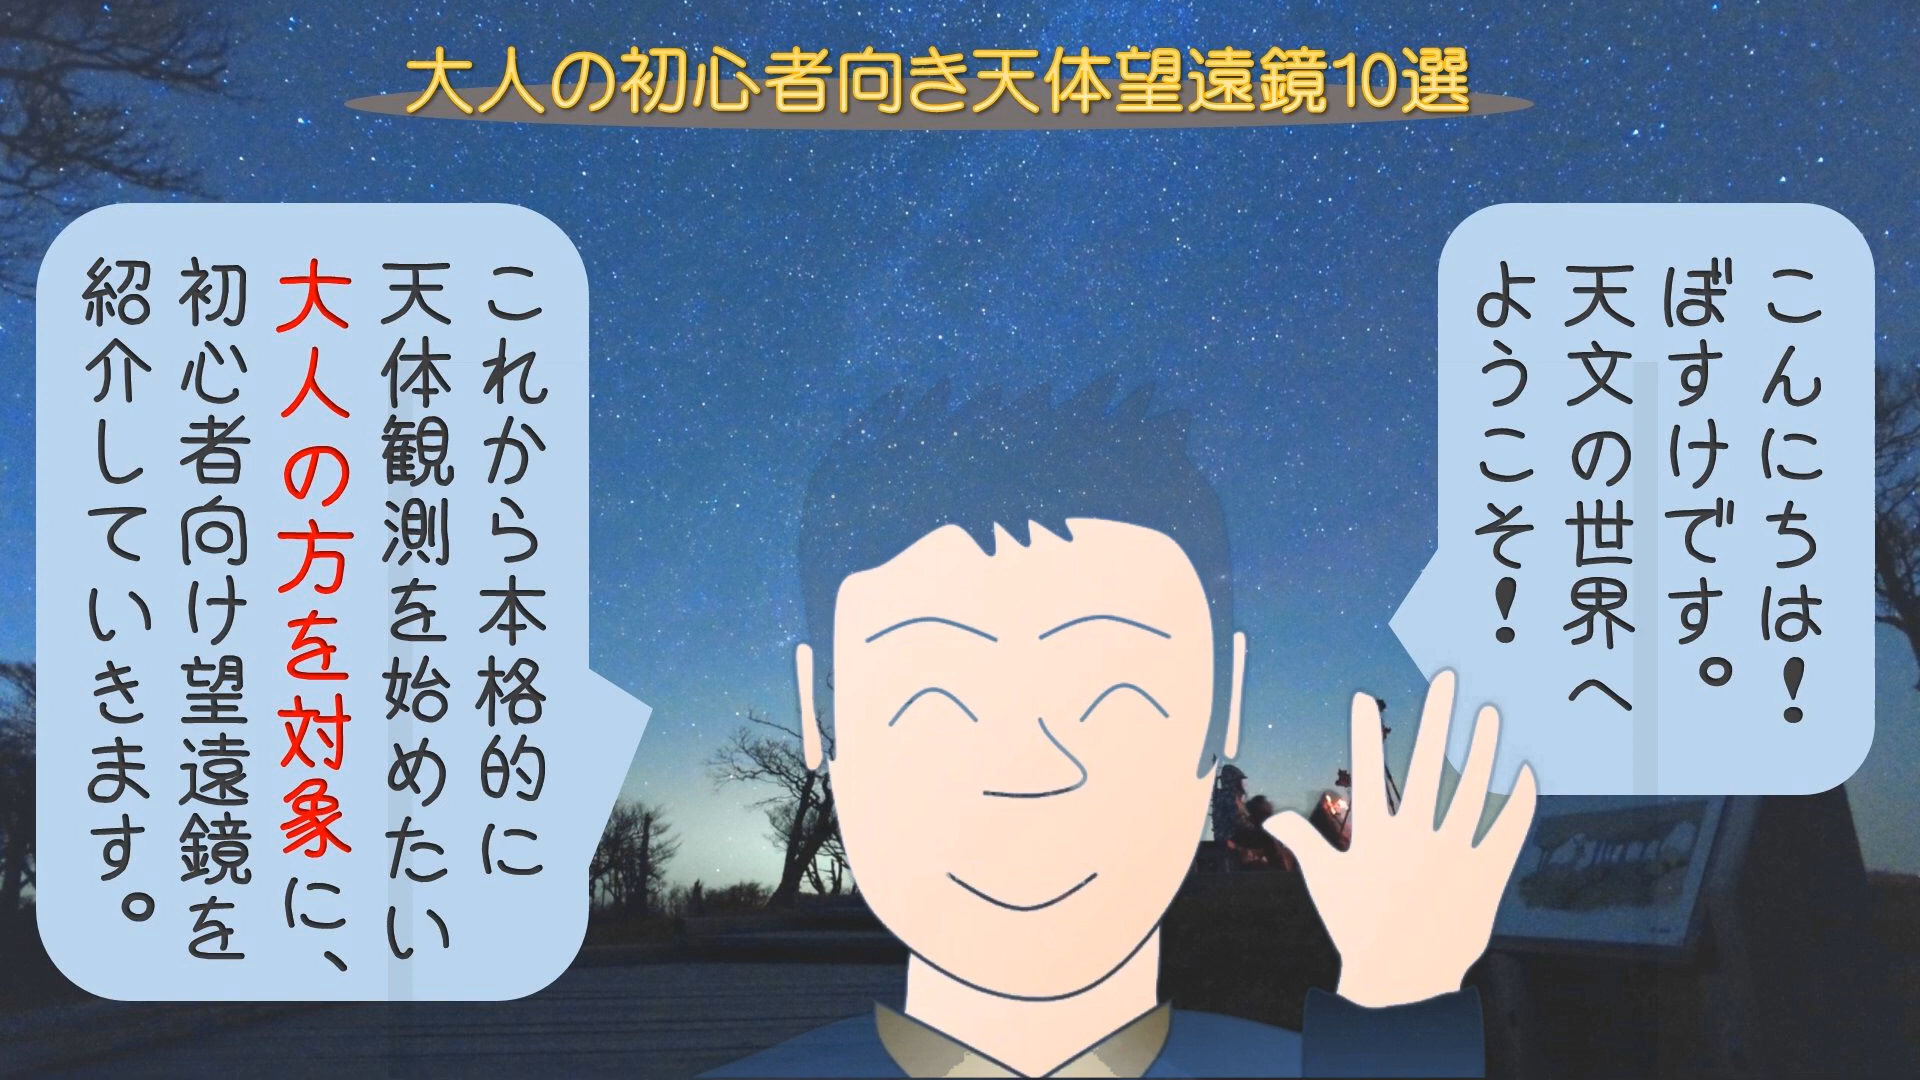 大人の初心者向き天体望遠鏡10選
こんにちは!
ぼすけです。
天文の世界へ
ようこそ!
これから本格的に
天体観測を始めたい
大人の方を対象に、
初心者向け望遠鏡を
紹介していきます。